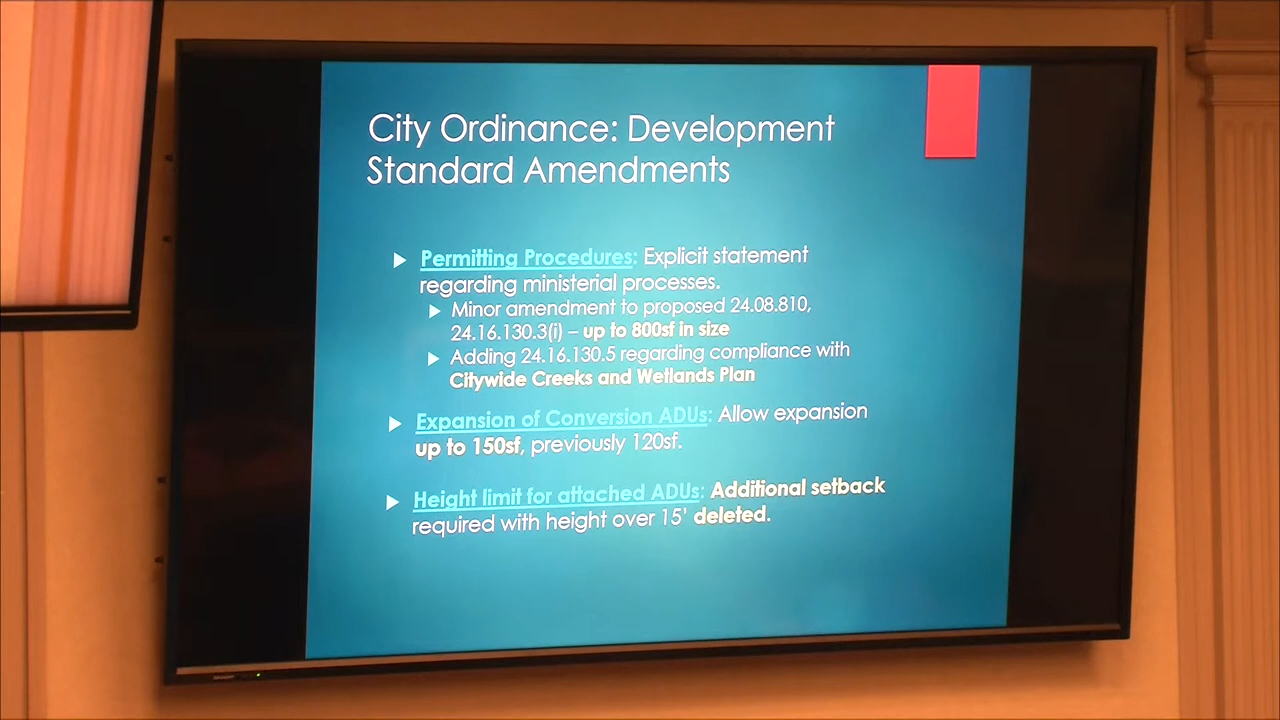 City Ordinance: Development
Standard Amendments
Permitting Procedures: Explicit statement
regarding ministerial processes.
Minor amendment to proposed 24.08.810,
24.16.130.3(i) – up to 800sf in size
Adding 24.16.130.5 regarding compliance with
Citywide Creeks and Wetlands Plan
Expansion of Conversion ADUs: Allow expansion
up to 150sf, previously 120sf.
Height limit for attached ADUs: Additional setback
required with height over 15’ deleted.